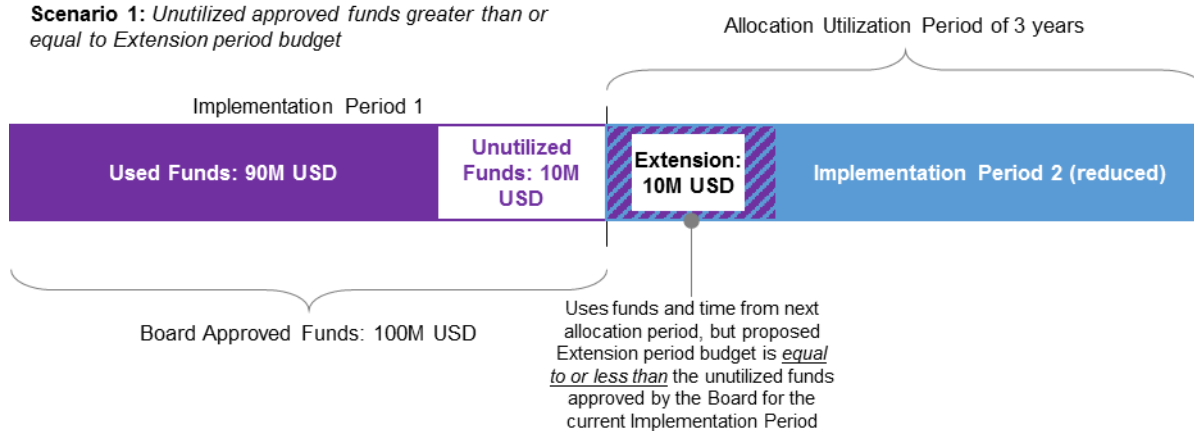 Scenario 1: Unutilized approved funds greater than or
equal to Extension period budget
Allocation Utilization Period of 3 years
Implementation Period 1
Used Funds: 90M USD
Unutilized
Funds: 10M
USD
Extension:
10M USD
Implementation Period 2 (reduced)
Board Approved Funds: 100M USD
Uses funds and time from next
allocation period, but proposed
Extension period budget is equal
to or less than the unutilized funds
approved by the Board for the
current Implementation Period